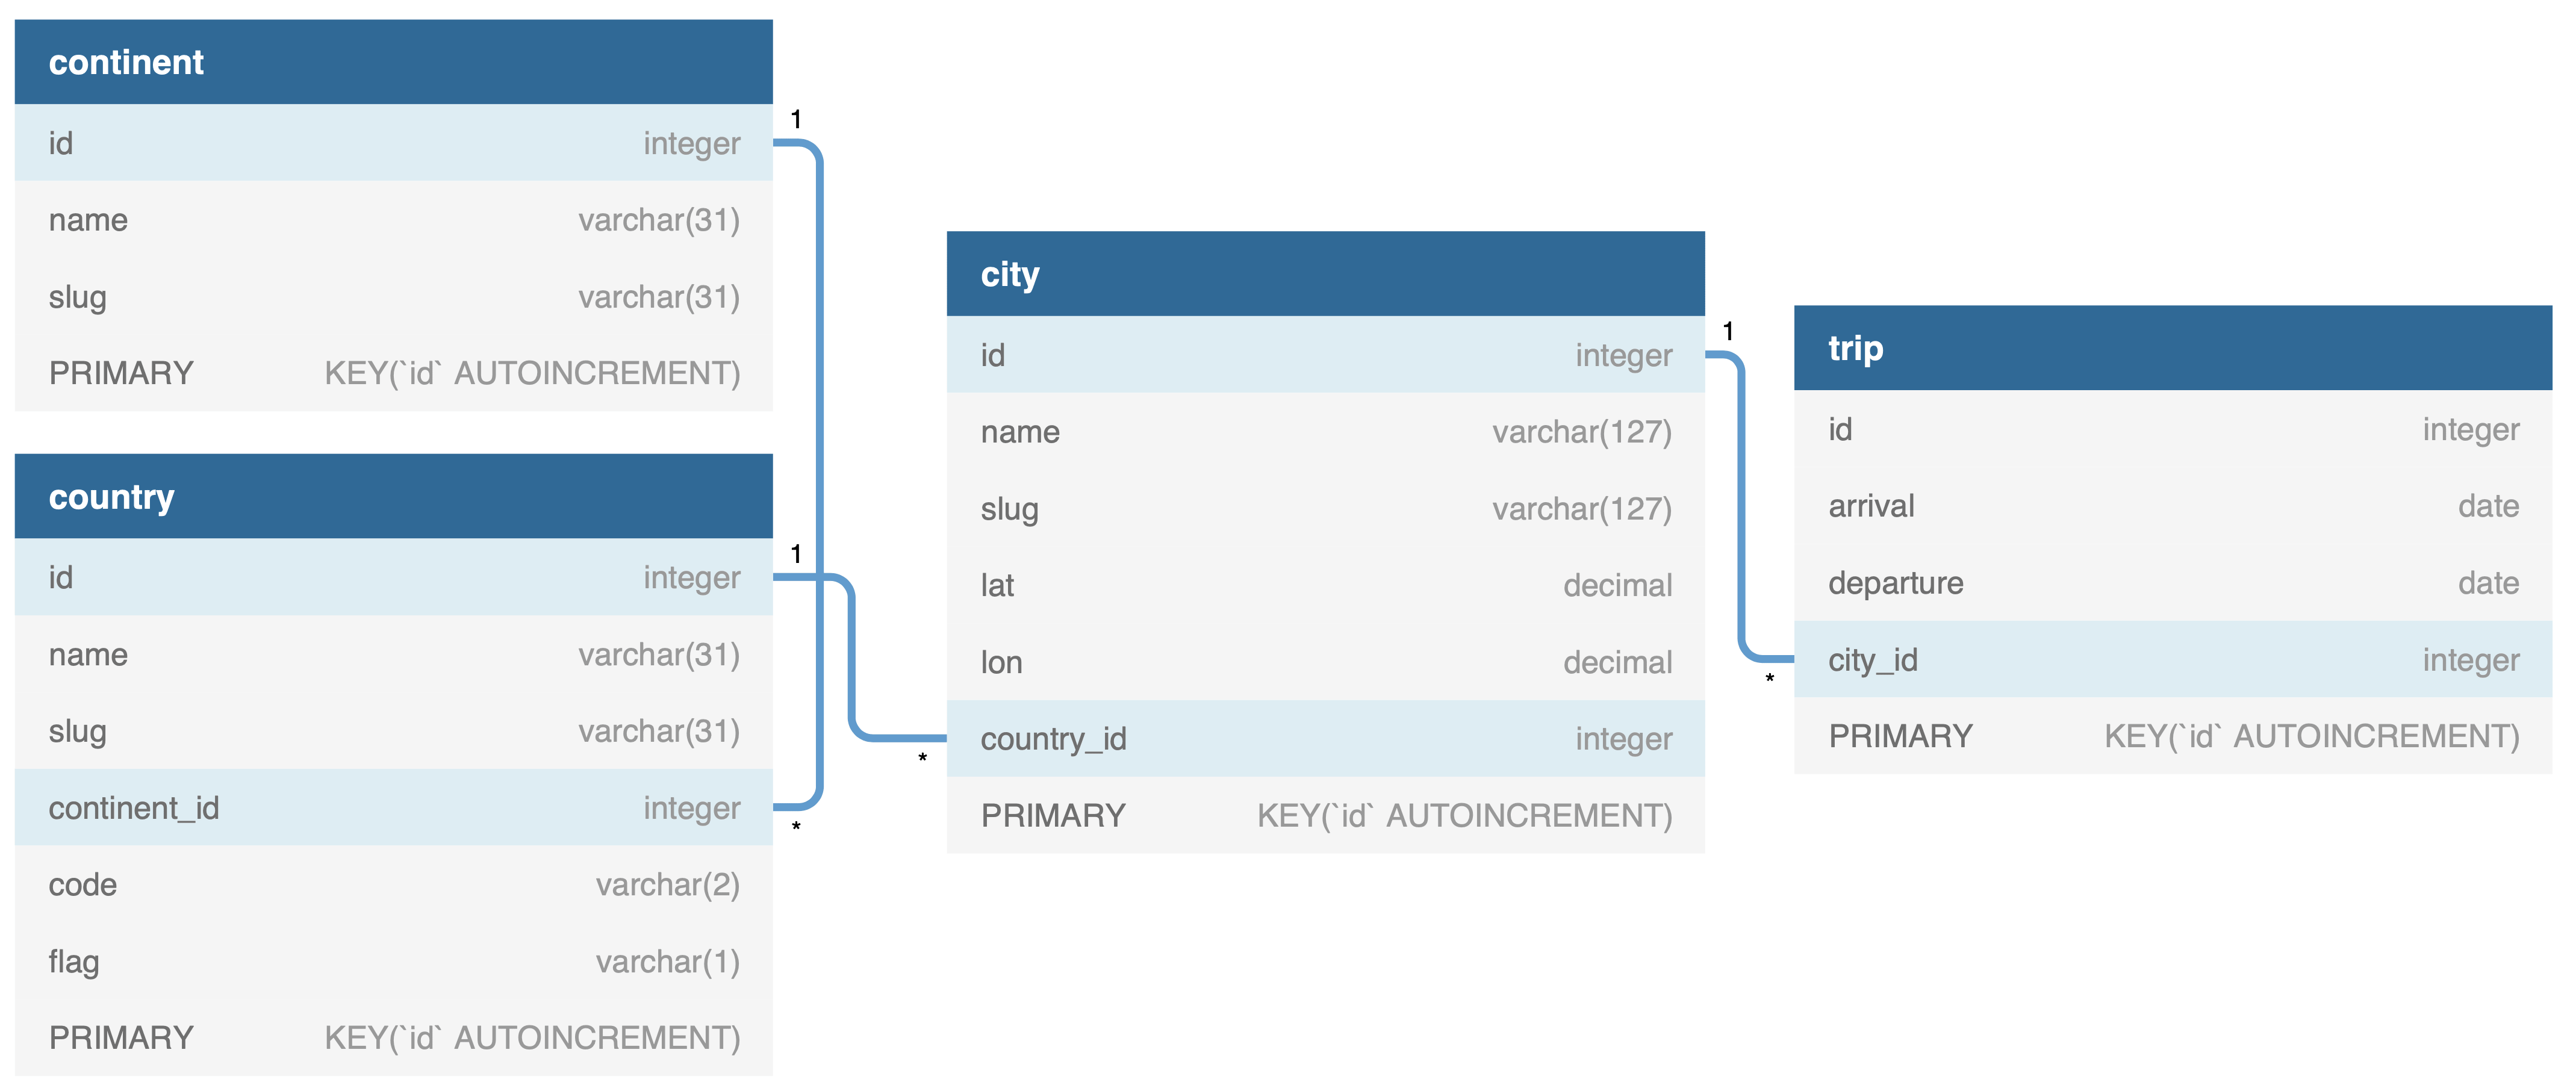 continent
id integer
name varchar(31)
slug varchar(31)
PRIMARY KEY(`id` AUTOINCREMENT)
country
id integer
name varchar(31)
slug varchar(31)
continent_id integer
code varchar(2)
flag varchar(1)
PRIMARY KEY(`id` AUTOINCREMENT)
1
1
*
*
city
id integer
name varchar(127)
slug varchar(127)
lat decimal
lon decimal
country_id integer
PRIMARY KEY(`id` AUTOINCREMENT)
1
*
trip
id integer
arrival date
departure date
city_id integer
PRIMARY KEY(`id` AUTOINCREMENT)